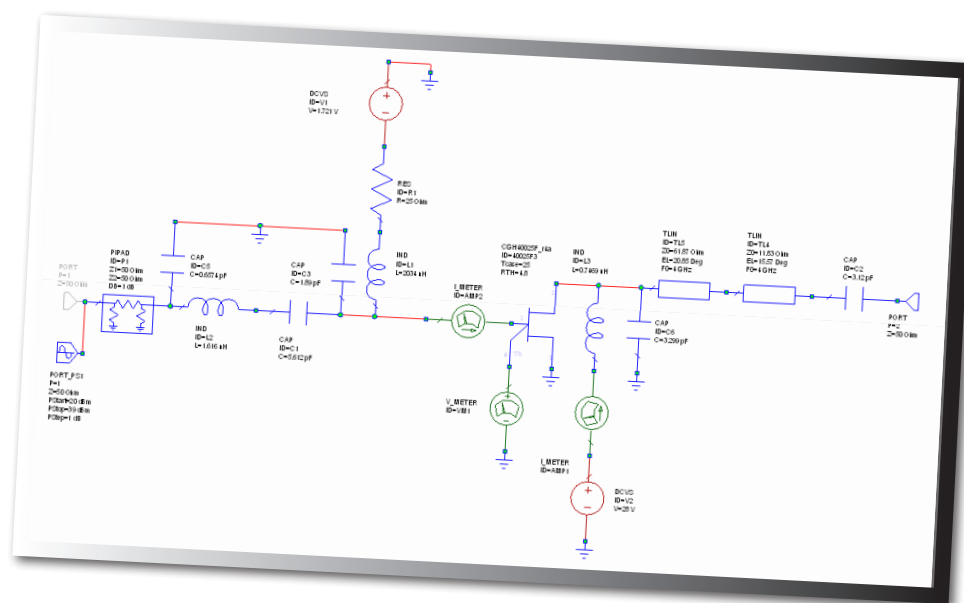 DCVS
ID=V1
V=1.721 V
RES
ID=R1
R=25 Ohm
PORT
P=1
Z=50 Ohm
PIPAD
ID=P1
Z1=50 Ohm
Z2=50 Ohm
DB=1 dB
CAP
ID=C5
C=0.6574 pF
CAP
ID=C3
C=1.89 pF
IND
ID=L1
L=2034 nH
I_METER
ID=AMP2
Tcase=25
RTH=4.8
IND
ID=L3
L=0.7469 nH
TLIN
ID=TL5
EL=20.85 Deg
F0=4 GHz
TLIN
ID=TL4
Z0=11.63 Ohm
EL=15.57 Deg
F0=4 GHz
CAP
ID=C2
C=3.12 pF
PORT
P=2
Z=50 Ohm
IND
ID=L2
L=1.616 nH
CAP
ID=C1
C=5.612 pF
CAP
ID=C6
C=3.299 pF
PORT_PS1
P=1
Z=50 Ohm
PStart=20 dBm
PStop=39 dBm
PStep=1 dB
V_METER
ID=VM1
I_METER
ID=AMP1
DCVS
ID=V2
V=28 V